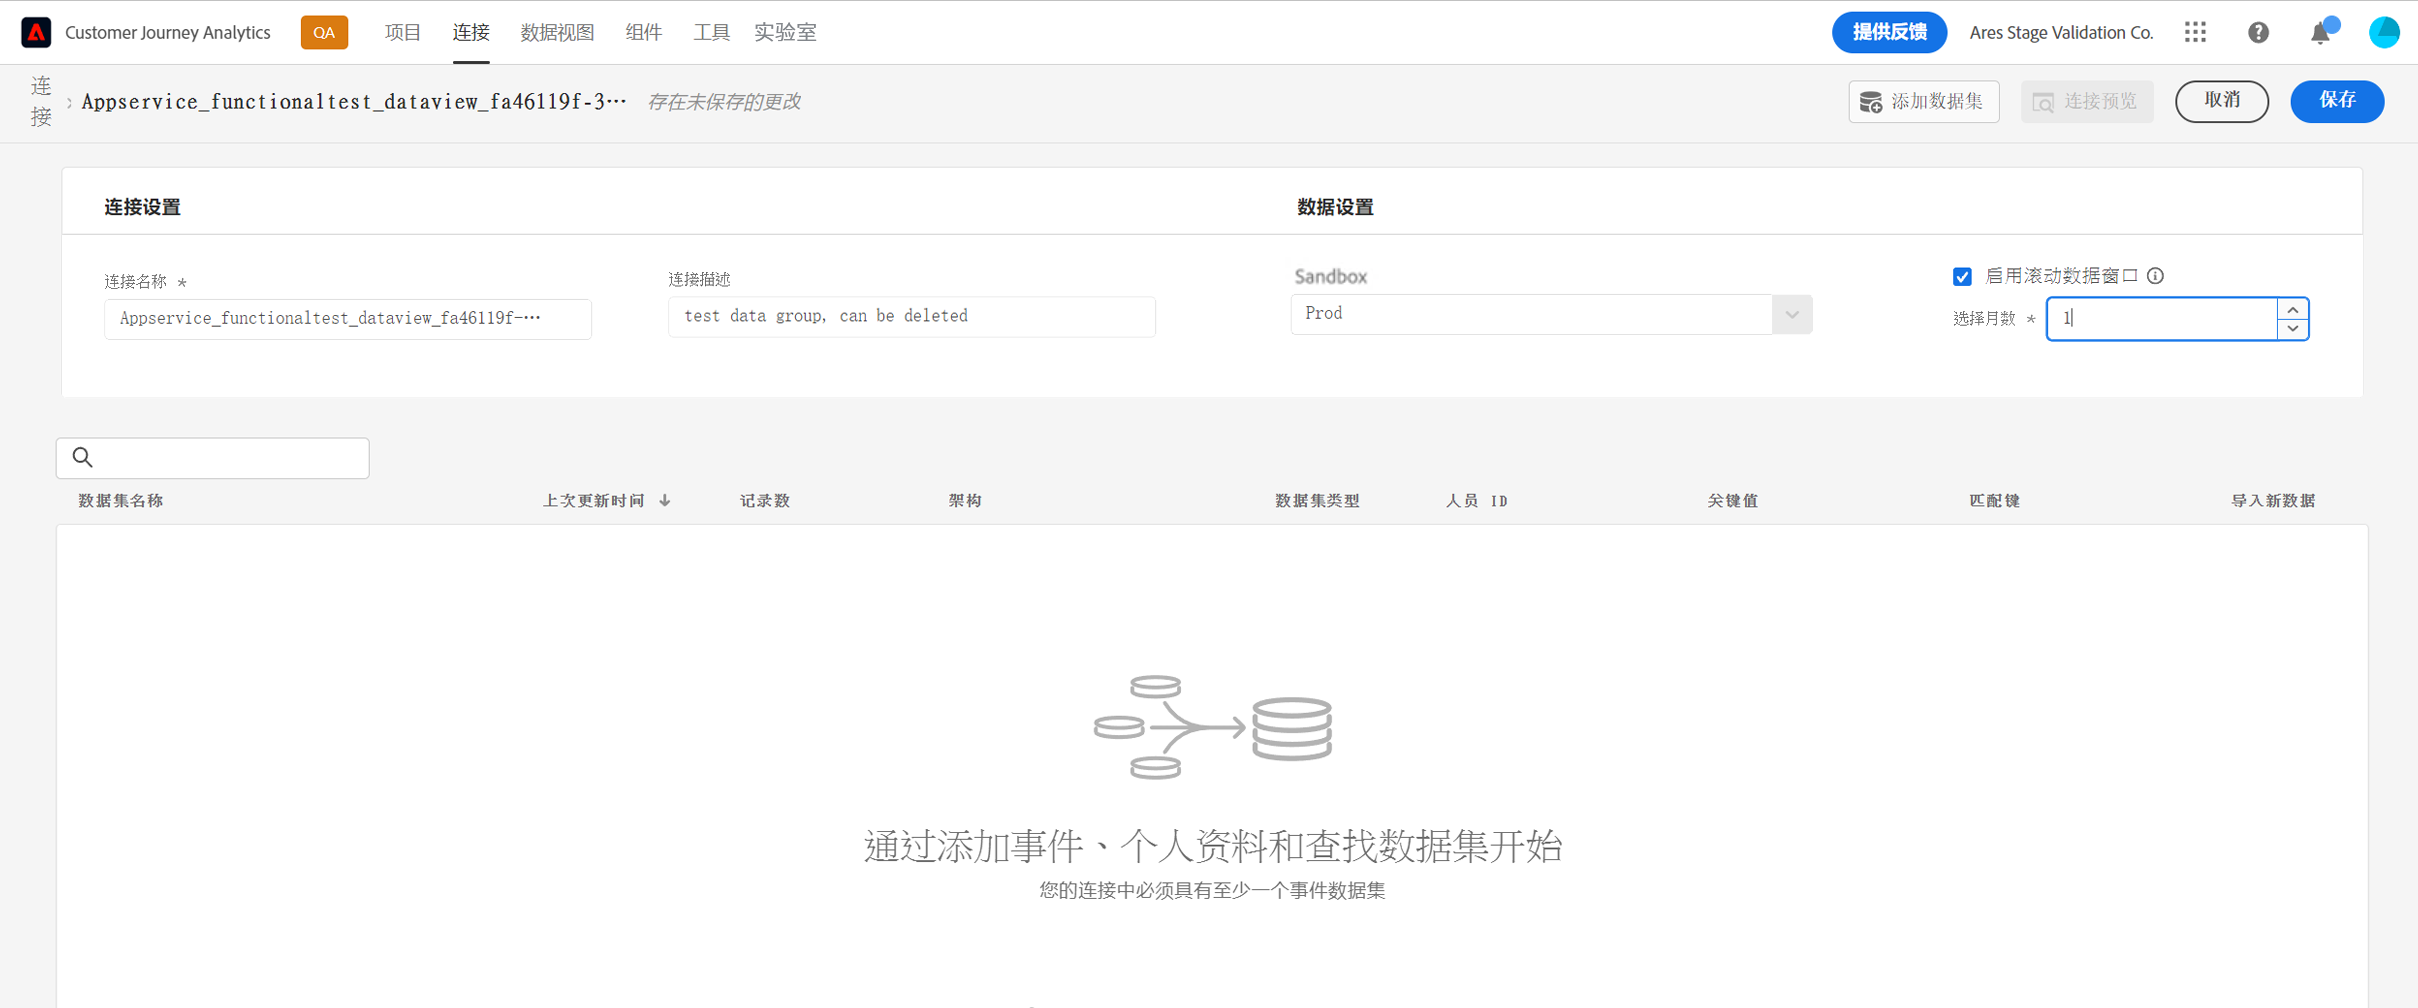 Customer Journey Analytics QA 项目 连接 数据视图 组件 工具 实验室 提供反馈 Ares Stage Validation Co.
连接 › Appservice_functionaltest_dataview_fa46119f-3… 存在未保存的更改 添加数据集 连接预览 取消 保存
连接设置 数据设置
连接名称 * 连接描述 Sandbox 启用滚动数据窗口
Appservice_functionaltest_dataview_fa46119f-… test data group, can be deleted Prod 选择月数 * 1
数据集名称 上次更新时间 记录数 架构 数据集类型 人员 ID 关键值 匹配键 导入新数据
通过添加事件、个人资料和查找数据集开始
您的连接中必须具有至少一个事件数据集